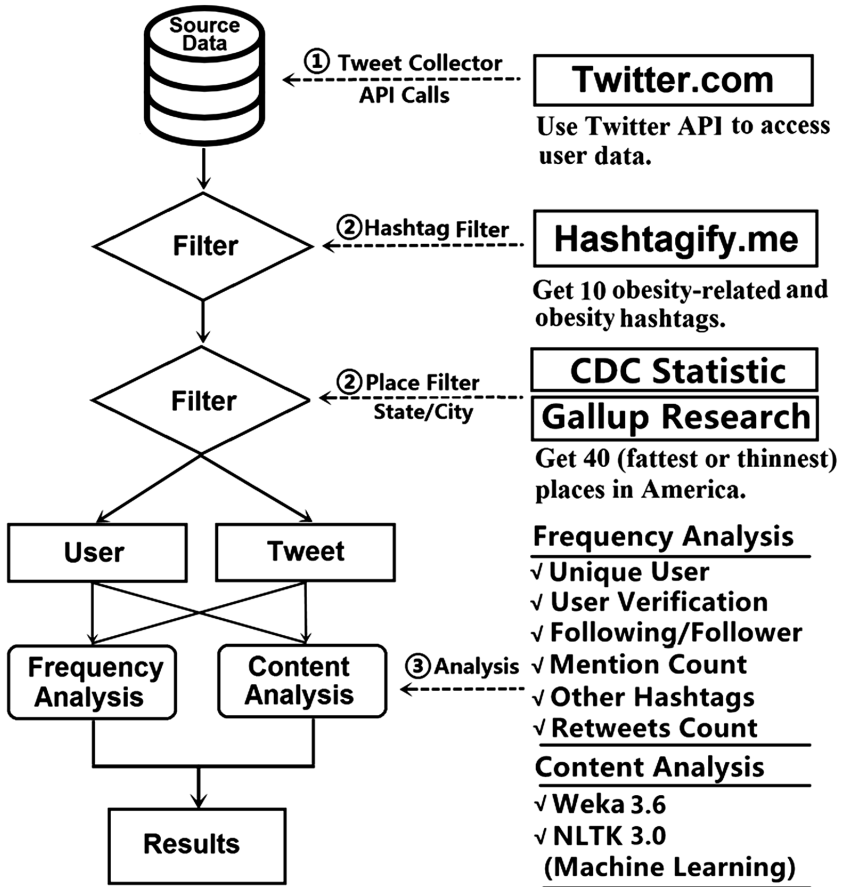 Source
Data
① Tweet Collector
API Calls
Twitter.com
Use Twitter API to access
user data.
Filter
② Hashtag Filter
Hashtagify.me
Get 10 obesity-related and
obesity hashtags.
Filter
② Place Filter
State/City
CDC Statistic
Gallup Research
Get 40 (fattest or thinnest)
places in America.
User
Tweet
Frequency
Analysis
Content
Analysis
③ Analysis
Frequency Analysis
√ Unique User
√ User Verification
√ Following/Follower
√ Mention Count
√ Other Hashtags
√ Retweets Count
Content Analysis
√ Weka 3.6
√ NLTK 3.0
(Machine Learning)
Results